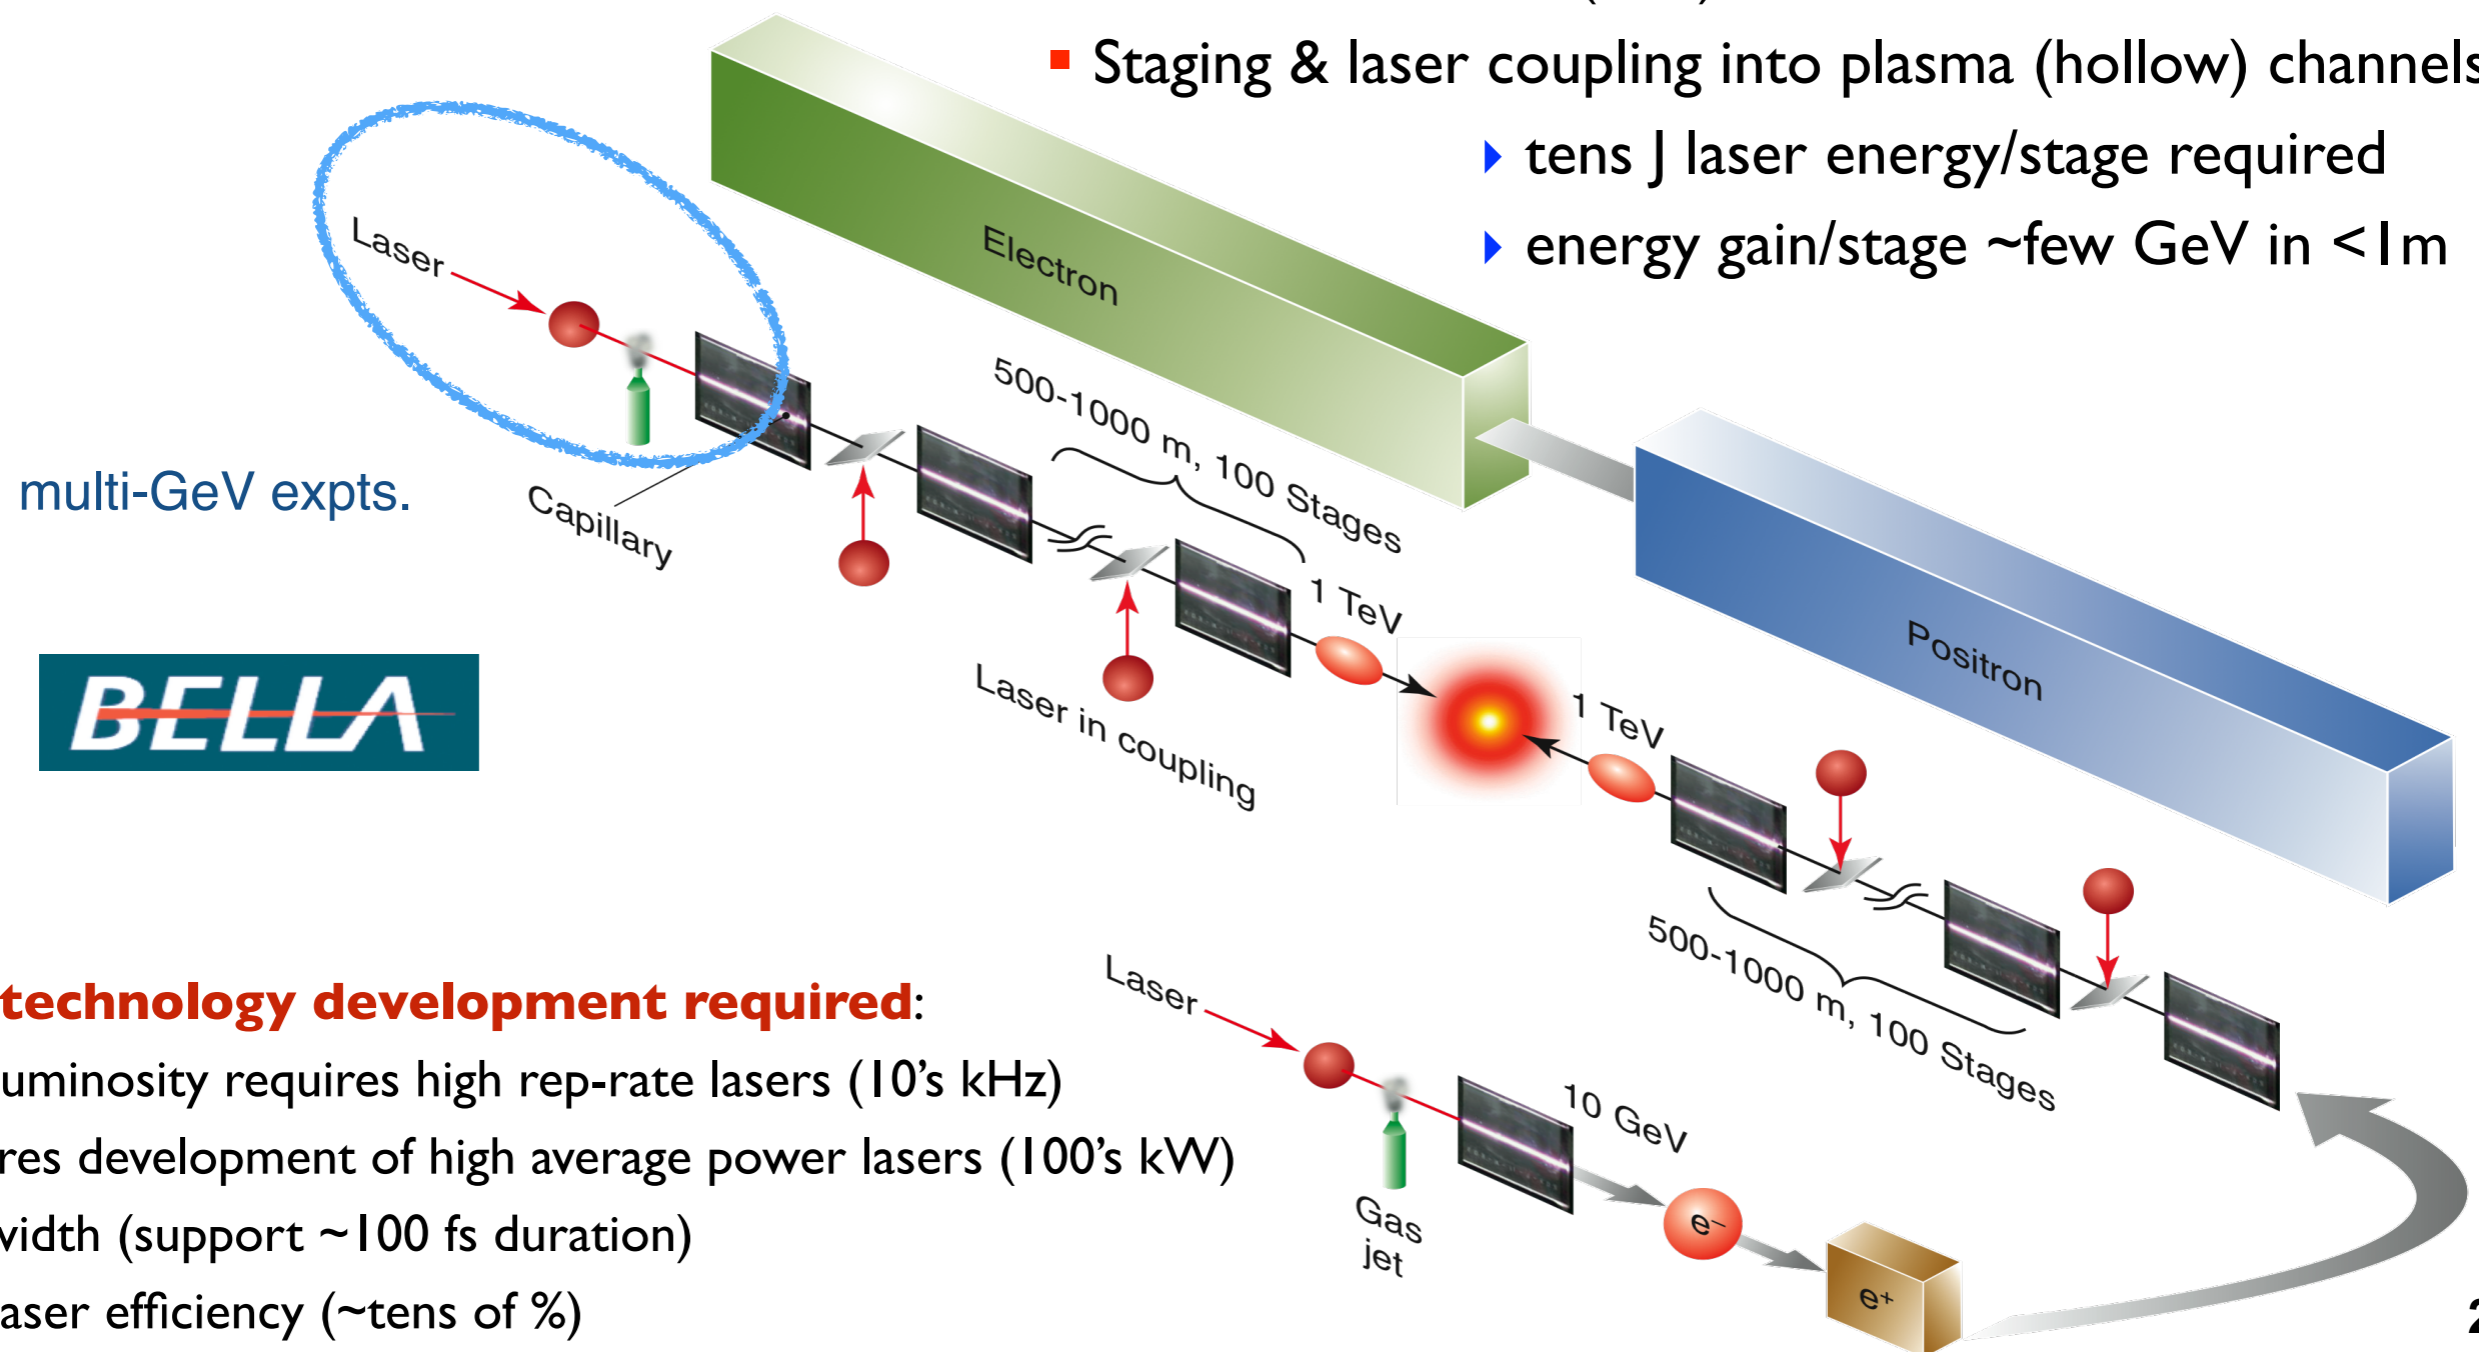 ▪ Staging & laser coupling into plasma (hollow) channels
▸ tens J laser energy/stage required
▸ energy gain/stage ~few GeV in <1m
Electron
Laser
500-1000 m, 100 Stages
multi-GeV expts.
Capillary
1 TeV
Positron
BELLA
Laser in coupling
1 TeV
500-1000 m, 100 Stages
technology development required:
uminosity requires high rep-rate lasers (10's kHz)
Laser
10 GeV
res development of high average power lasers (100's kW)
Gas
jet
e⁻
width (support ~100 fs duration)
e⁺
aser efficiency (~tens of %)